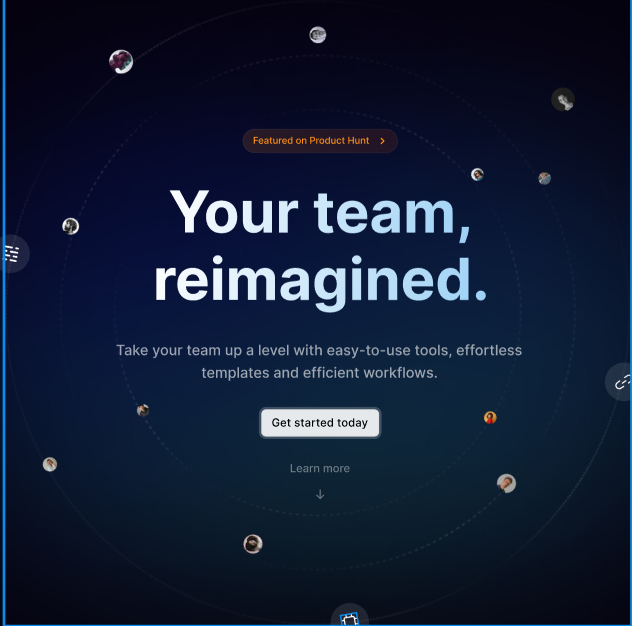 Featured on Product Hunt
Your team,
reimagined.
Take your team up a level with easy-to-use tools, effortless
templates and efficient workflows.
Get started today
Learn more